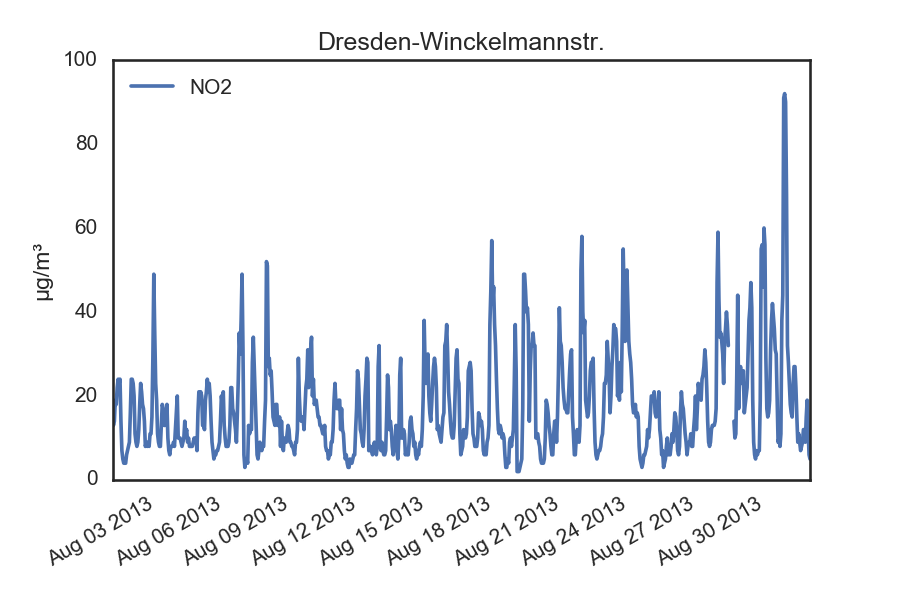 Dresden-Winckelmannstr.
100
80
60
40
20
0
µg/m³
NO2
Aug 03 2013
Aug 06 2013
Aug 09 2013
Aug 12 2013
Aug 15 2013
Aug 18 2013
Aug 21 2013
Aug 24 2013
Aug 27 2013
Aug 30 2013